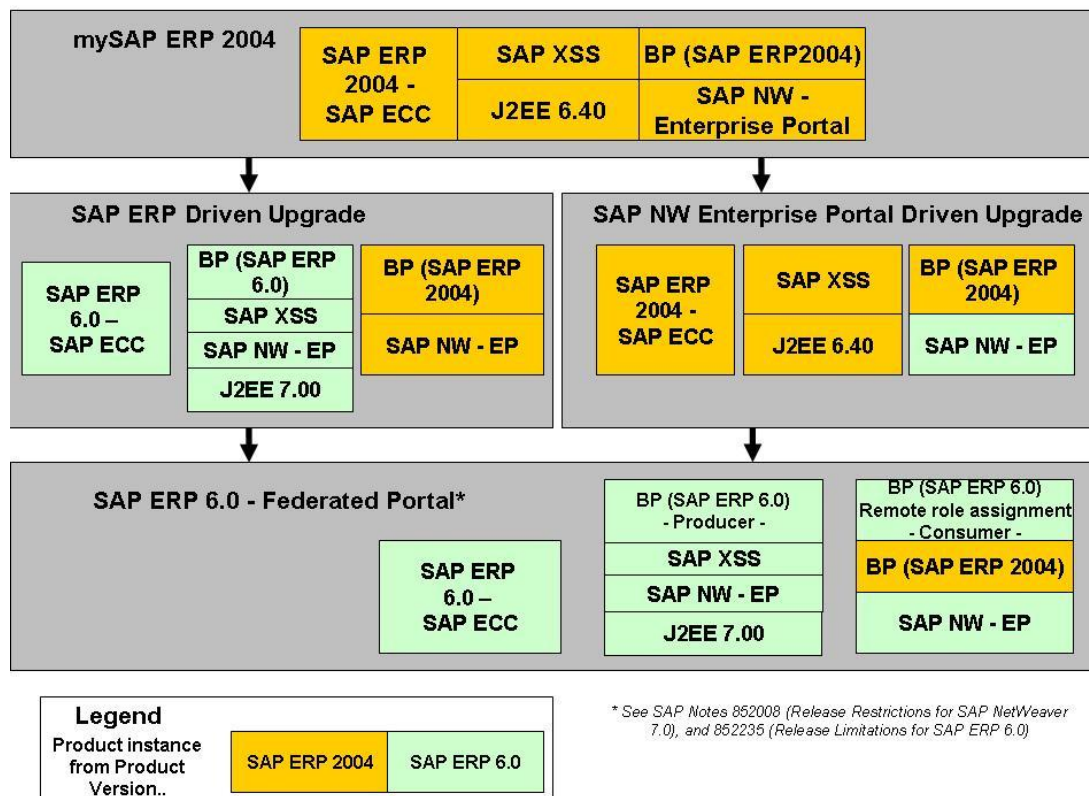 mySAP ERP 2004
SAP ERP
2004 -
SAP ECC
SAP XSS
BP (SAP ERP2004)
J2EE 6.40
SAP NW -
Enterprise Portal
SAP ERP Driven Upgrade
SAP ERP
6.0 –
SAP ECC
BP (SAP ERP
6.0)
SAP XSS
SAP NW - EP
J2EE 7.00
BP (SAP ERP
2004)
SAP NW - EP
SAP NW Enterprise Portal Driven Upgrade
SAP ERP
2004 -
SAP ECC
SAP XSS
J2EE 6.40
BP (SAP ERP
2004)
SAP NW - EP
SAP ERP 6.0 - Federated Portal*
SAP ERP
6.0 –
SAP ECC
BP (SAP ERP 6.0)
- Producer -
SAP XSS
SAP NW - EP
J2EE 7.00
BP (SAP ERP 6.0)
Remote role assignment
- Consumer -
BP (SAP ERP 2004)
SAP NW - EP
Legend
Product instance
from Product
Version..
SAP ERP 2004
SAP ERP 6.0
* See SAP Notes 852008 (Release Restrictions for SAP NetWeaver
7.0), and 852235 (Release Limitations for SAP ERP 6.0)